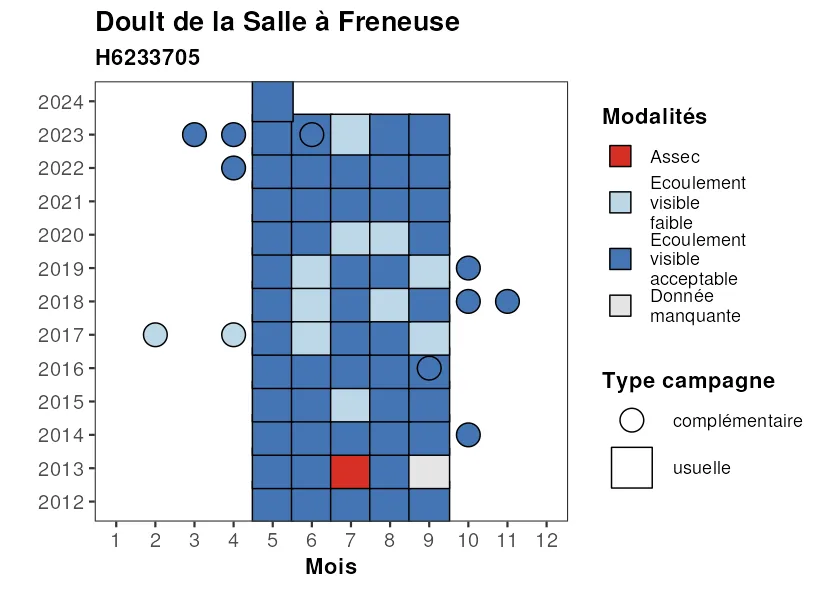 Doult de la Salle à Freneuse
H6233705
2024
2023
2022
2021
2020
2019
2018
2017
2016
2015
2014
2013
2012
1 2 3 4 5 6 7 8 9 10 11 12
Mois
Modalités
Assec
Ecoulement
visible
faible
Ecoulement
visible
acceptable
Donnée
manquante
Type campagne
complémentaire
usuelle